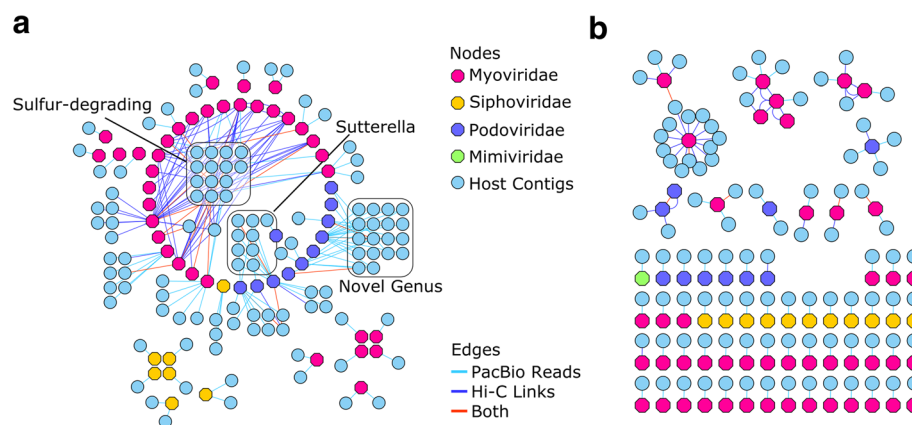 a
b
Nodes
Myoviridae
Siphoviridae
Podoviridae
Mimiviridae
Host Contigs
Sulfur-degrading
Sutterella
Novel Genus
Edges
PacBio Reads
Hi-C Links
Both